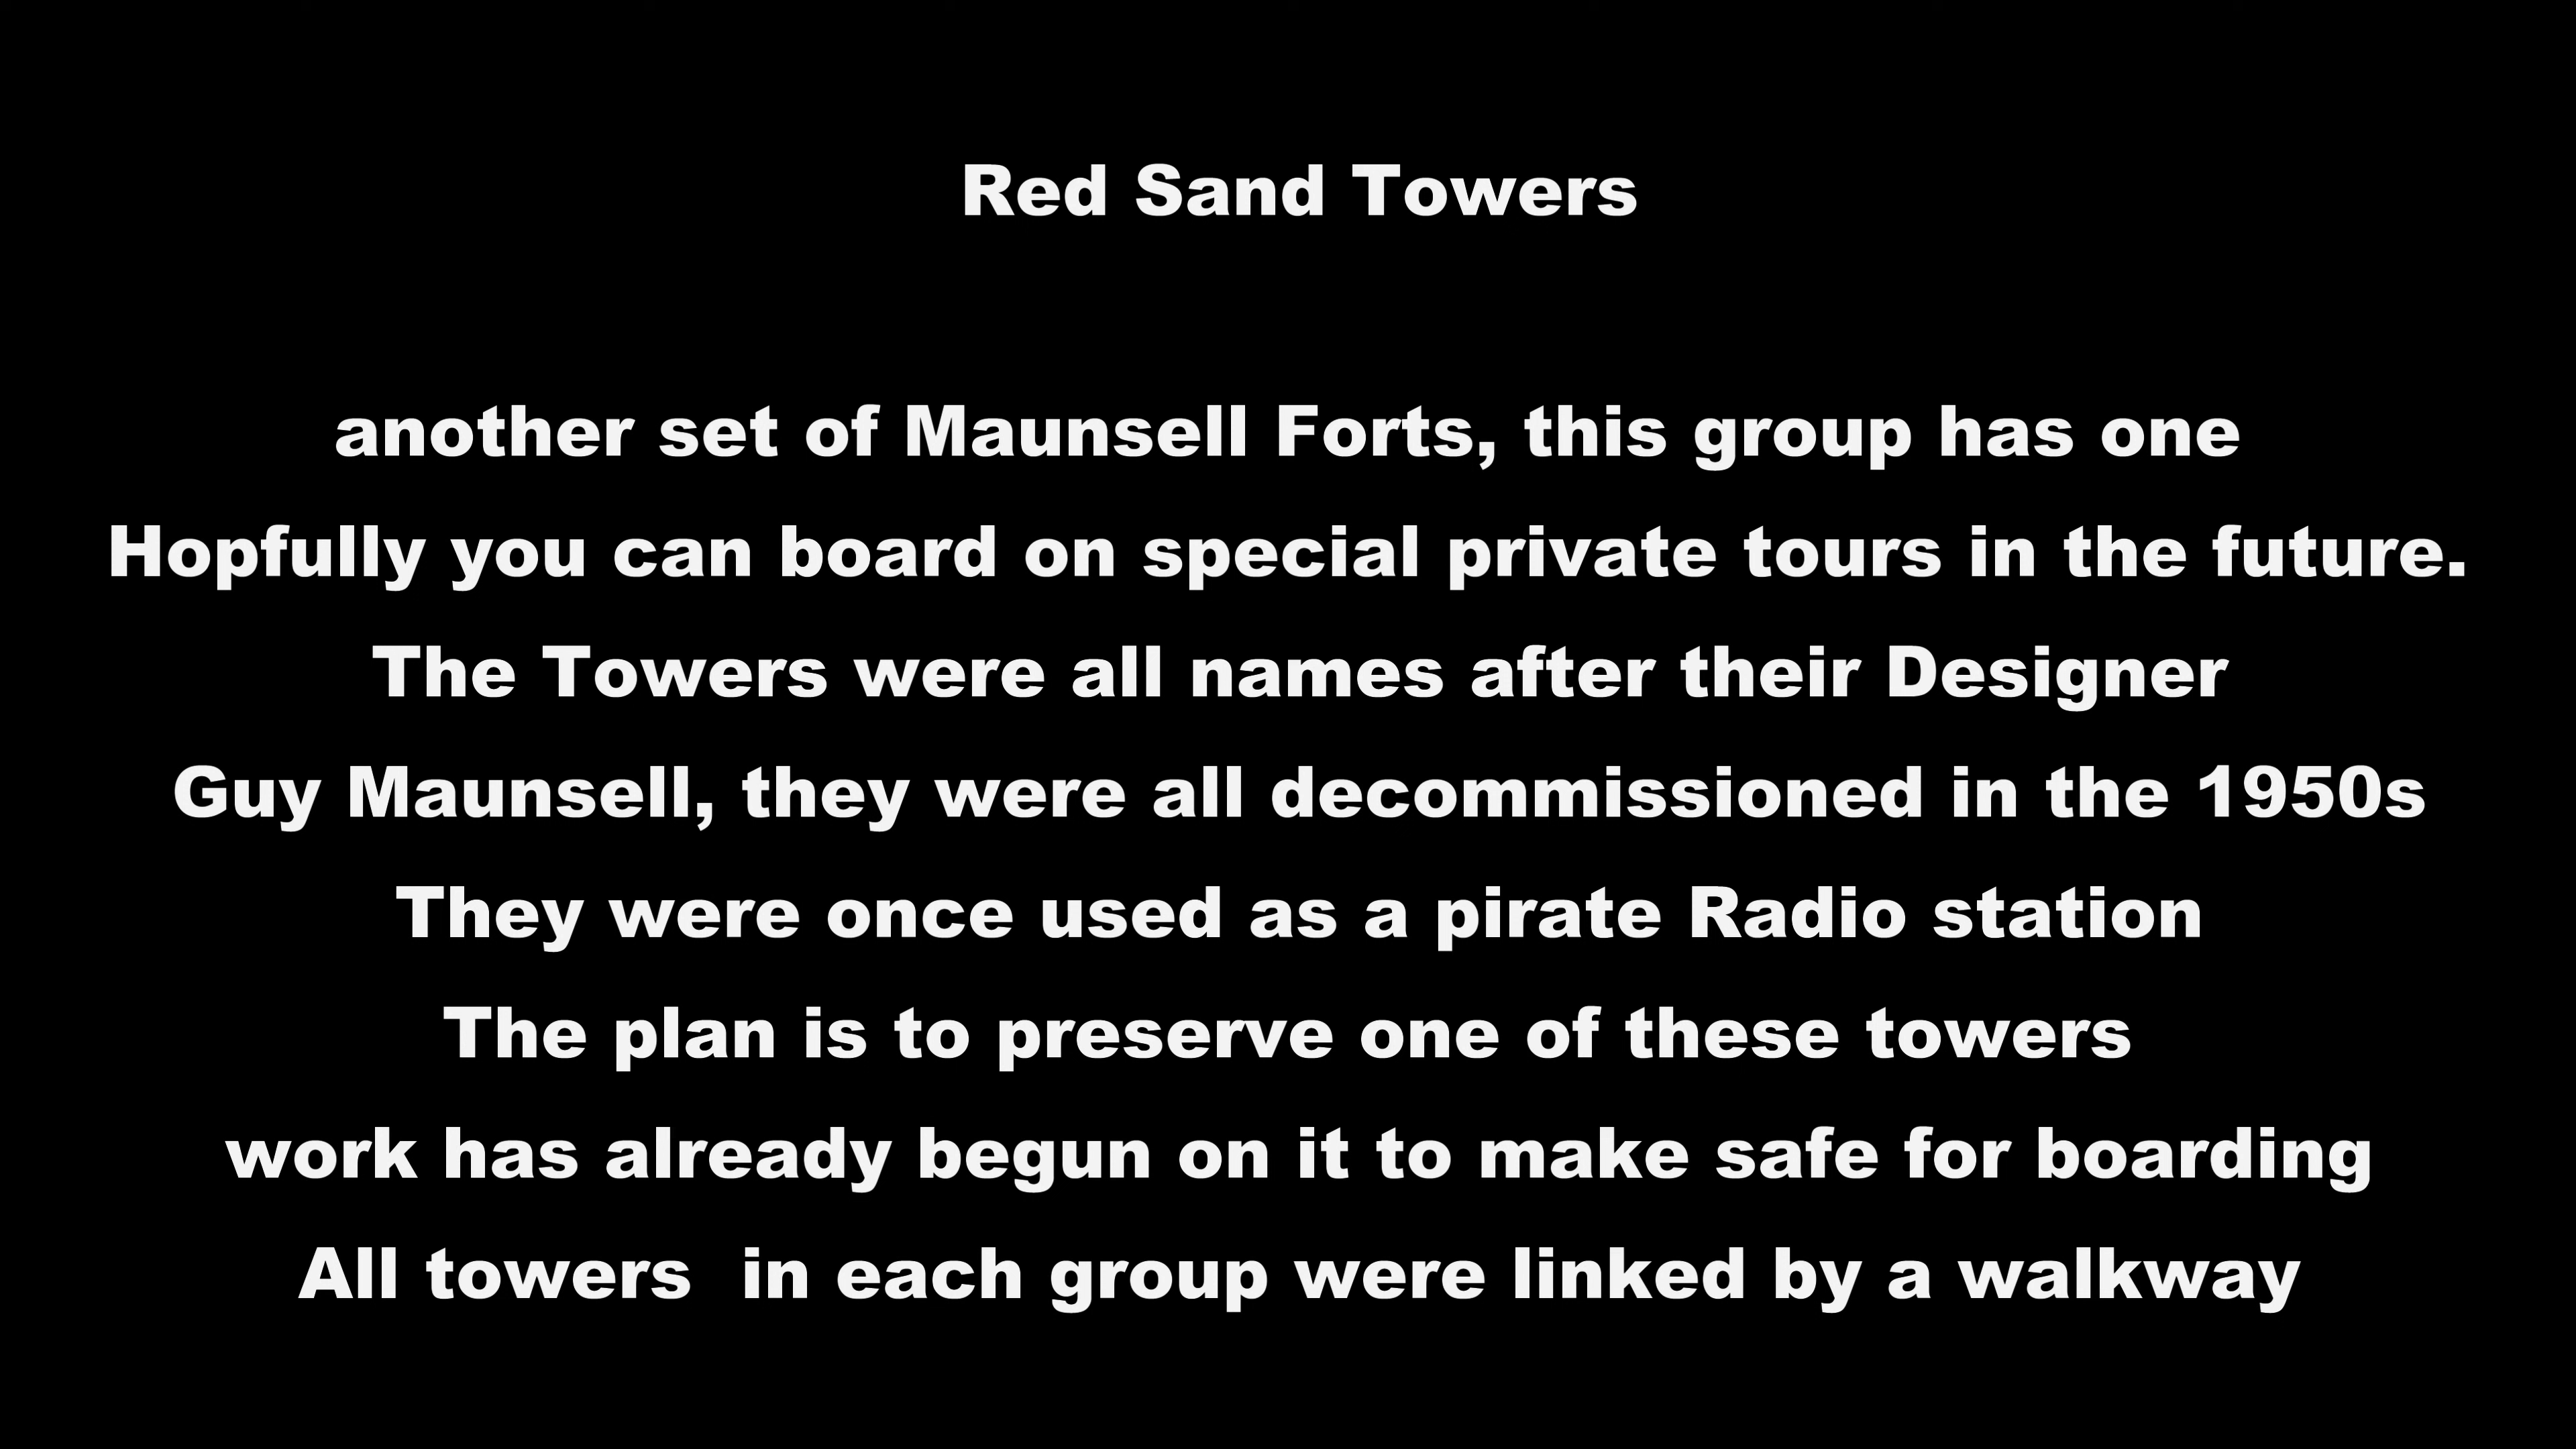 Red Sand Towers
another set of Maunsell Forts, this group has one
Hopfully you can board on special private tours in the future.
The Towers were all names after their Designer
Guy Maunsell, they were all decommissioned in the 1950s
They were once used as a pirate Radio station
The plan is to preserve one of these towers
work has already begun on it to make safe for boarding
All towers  in each group were linked by a walkway